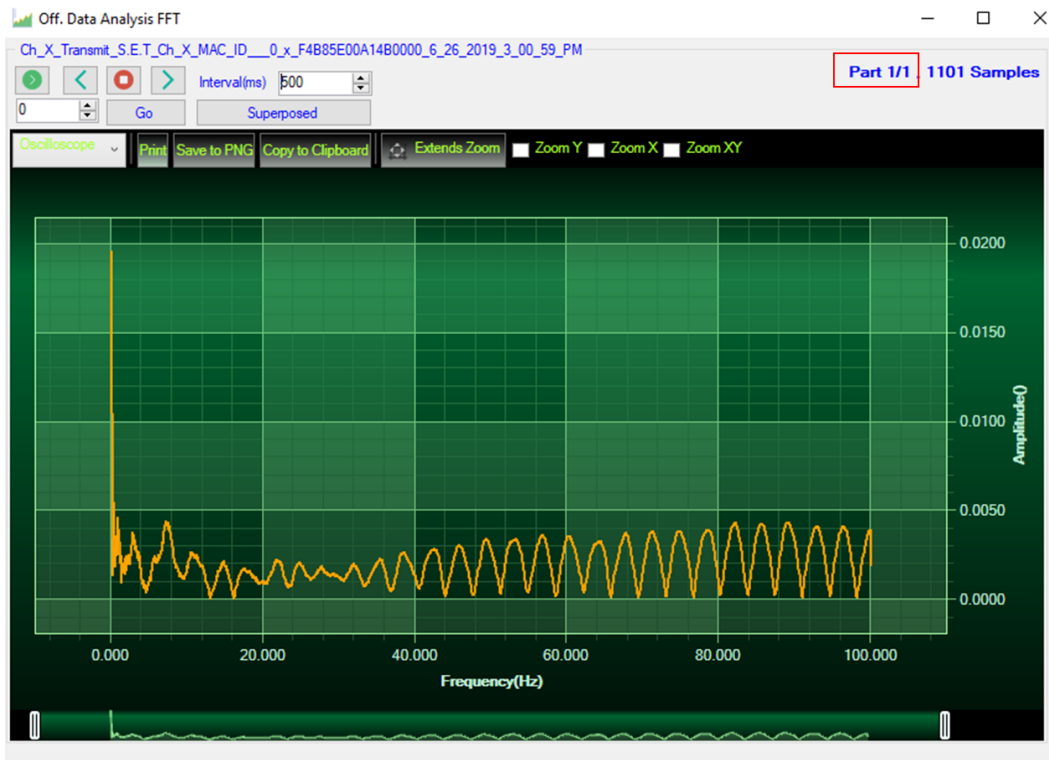 Off. Data Analysis FFT
Ch_X_Transmit_S.E.T_Ch_X_MAC_ID___0_x_F4B85E00A14B0000_6_26_2019_3_00_59_PM
Interval(ms) 500
Part 1/1 , 1101 Samples
0 Go Superposed
Oscilloscope Print Save to PNG Copy to Clipboard Extends Zoom Zoom Y Zoom X Zoom XY
0.0200
0.0150
0.0100
0.0050
0.0000
Amplitude()
0.000 20.000 40.000 60.000 80.000 100.000
Frequency(Hz)